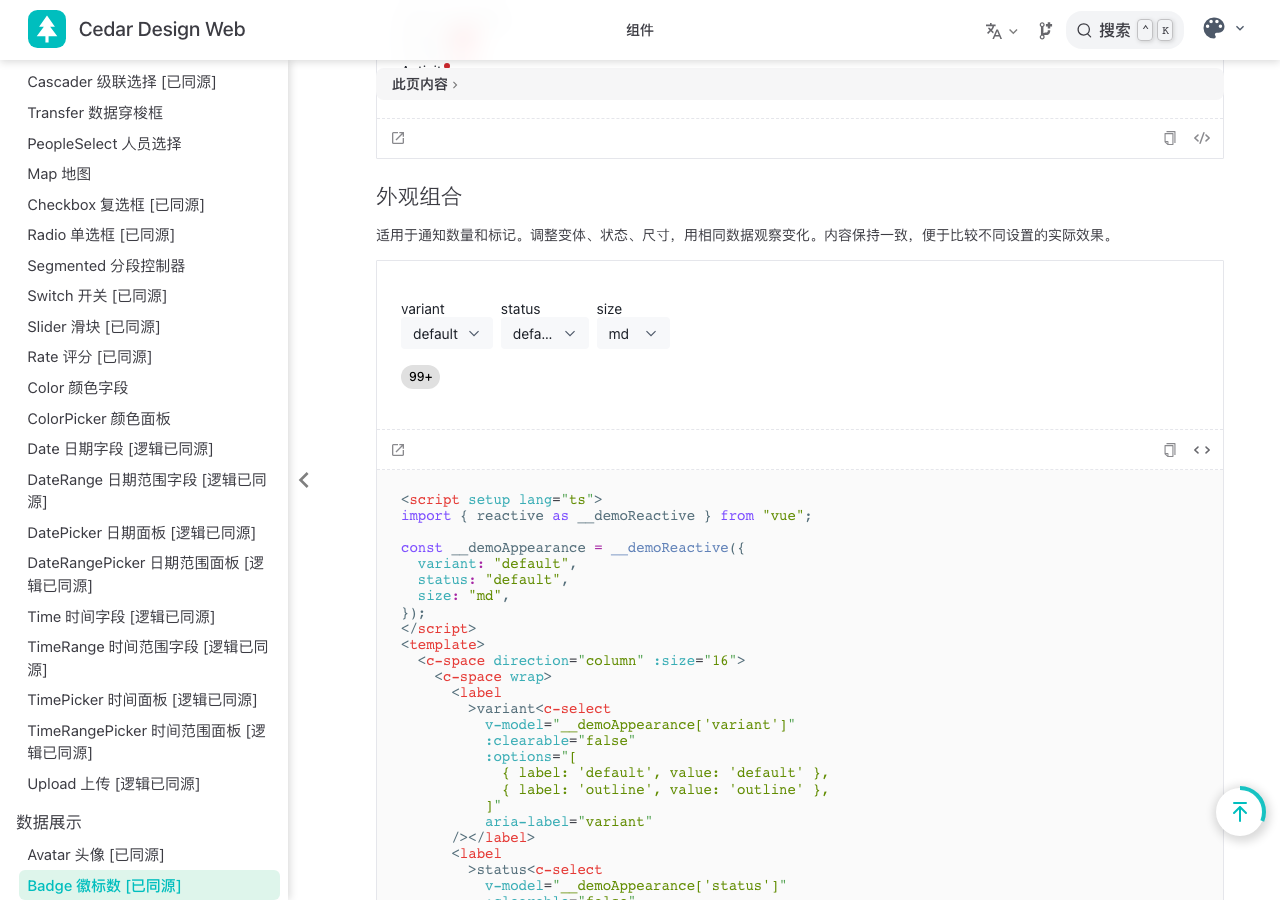 Cedar Design Web
组件
搜索
^
K
Cascader 级联选择 [已同源]
Transfer 数据穿梭框
PeopleSelect 人员选择
Map 地图
Checkbox 复选框 [已同源]
Radio 单选框 [已同源]
Segmented 分段控制器
Switch 开关 [已同源]
Slider 滑块 [已同源]
Rate 评分 [已同源]
Color 颜色字段
ColorPicker 颜色面板
Date 日期字段 [逻辑已同源]
DateRange 日期范围字段 [逻辑已同
源]
DatePicker 日期面板 [逻辑已同源]
DateRangePicker 日期范围面板 [逻
辑已同源]
Time 时间字段 [逻辑已同源]
TimeRange 时间范围字段 [逻辑已同
源]
TimePicker 时间面板 [逻辑已同源]
TimeRangePicker 时间范围面板 [逻
辑已同源]
Upload 上传 [逻辑已同源]
数据展示
Avatar 头像 [已同源]
Badge 徽标数 [已同源]
此页内容 ›
外观组合
适用于通知数量和标记。调整变体、状态、尺寸，用相同数据观察变化。内容保持一致，便于比较不同设置的实际效果。
variant status size
default defa... md
99+
<script setup lang="ts">
import { reactive as __demoReactive } from "vue";
const __demoAppearance = __demoReactive({
variant: "default",
status: "default",
size: "md",
});
</script>
<template>
<c-space direction="column" :size="16">
<c-space wrap>
<label
>variant<c-select
v-model="__demoAppearance['variant']"
:clearable="false"
:options="[
{ label: 'default', value: 'default' },
{ label: 'outline', value: 'outline' },
]"
aria-label="variant"
/></label>
<label
>status<c-select
v-model="__demoAppearance['status']"